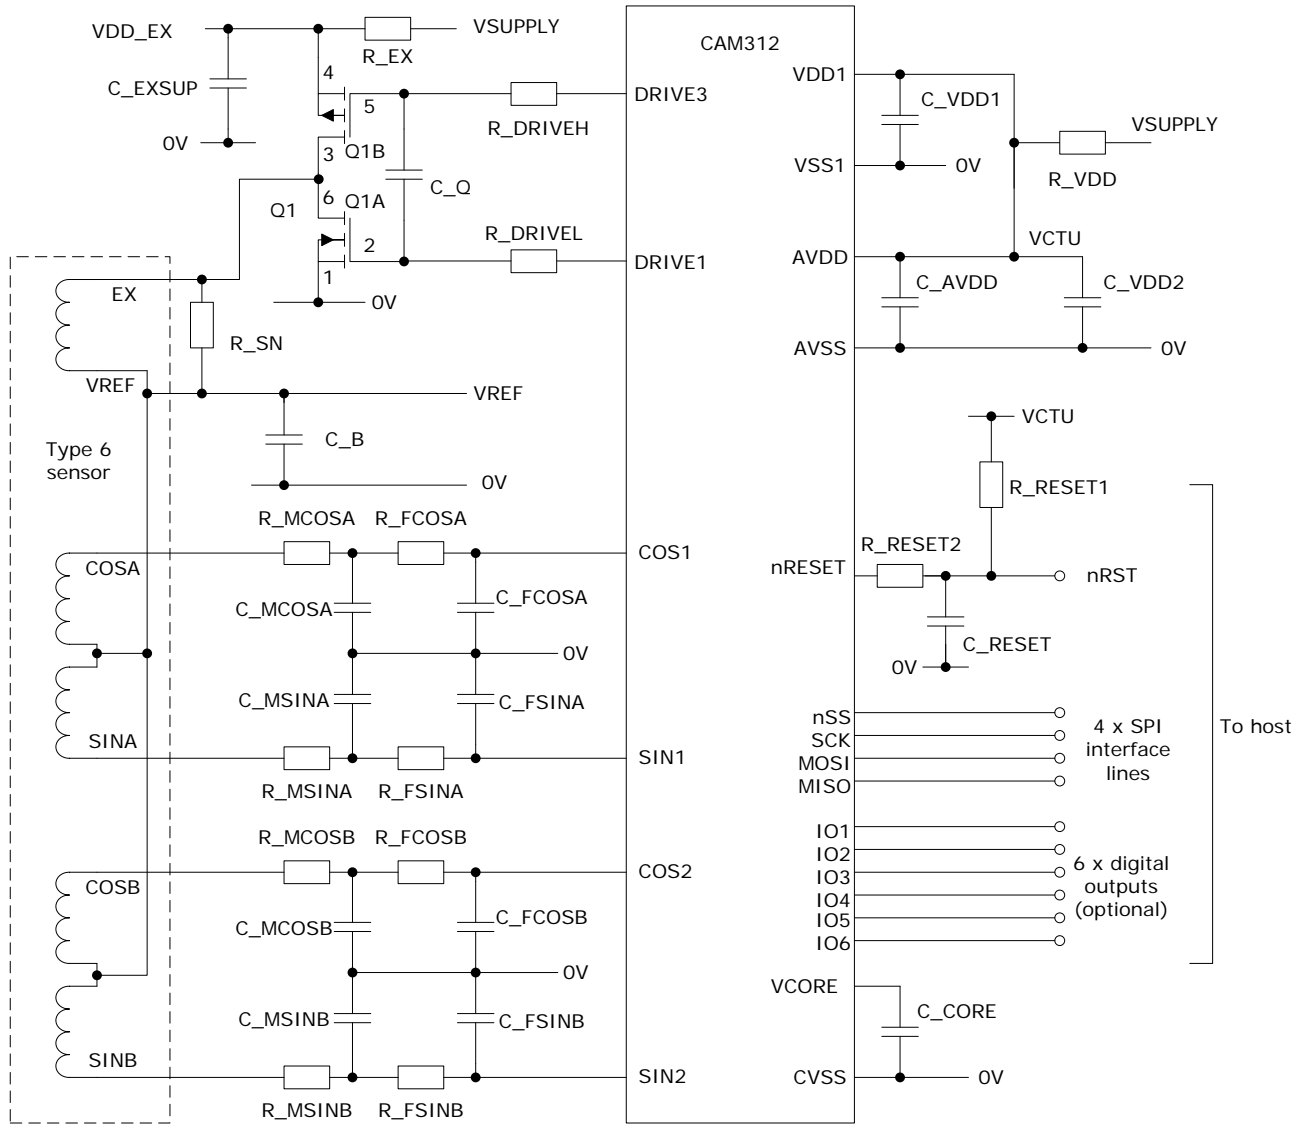 VDD_EX
VSUPPLY
R_EX
C_EXSUP
0V
4
5
3
Q1B
6
Q1A
Q1
2
1
0V
C_Q
R_DRIVEH
R_DRIVEL
CAM312
DRIVE3
DRIVE1
VDD1
C_VDD1
VSS1
0V
VSUPPLY
R_VDD
VCTU
AVDD
C_AVDD
C_VDD2
AVSS
0V
EX
R_SN
VREF
VREF
C_B
0V
Type 6
sensor
VCTU
R_RESET1
R_RESET2
nRESET
nRST
C_RESET
0V
R_MCOSA
R_FCOSA
COS1
COSA
C_MCOSA
C_FCOSA
0V
C_MSINA
C_FSINA
SINA
SIN1
R_MSINA
R_FSINA
nSS
SCK
MOSI
MISO
4 x SPI
interface
lines
To host
IO1
IO2
IO3
IO4
IO5
IO6
6 x digital
outputs
(optional)
R_MCOSB
R_FCOSB
COS2
COSB
C_MCOSB
C_FCOSB
0V
C_MSINB
C_FSINB
SINB
SIN2
R_MSINB
R_FSINB
VCORE
C_CORE
CVSS
0V